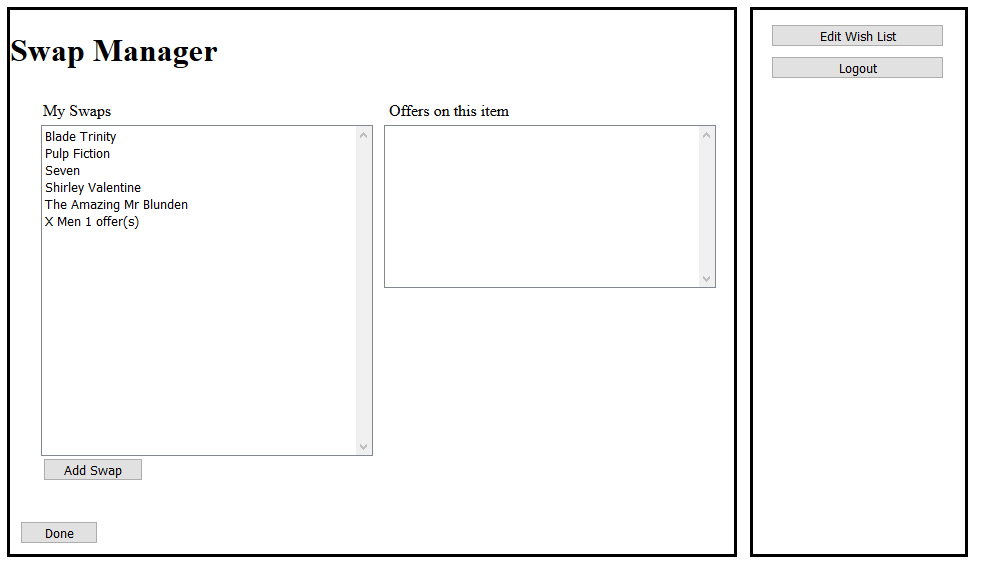 Swap Manager
My Swaps
Blade Trinity
Pulp Fiction
Seven
Shirley Valentine
The Amazing Mr Blunden
X Men 1 offer(s)
Add Swap
Done
Offers on this item
Edit Wish List
Logout